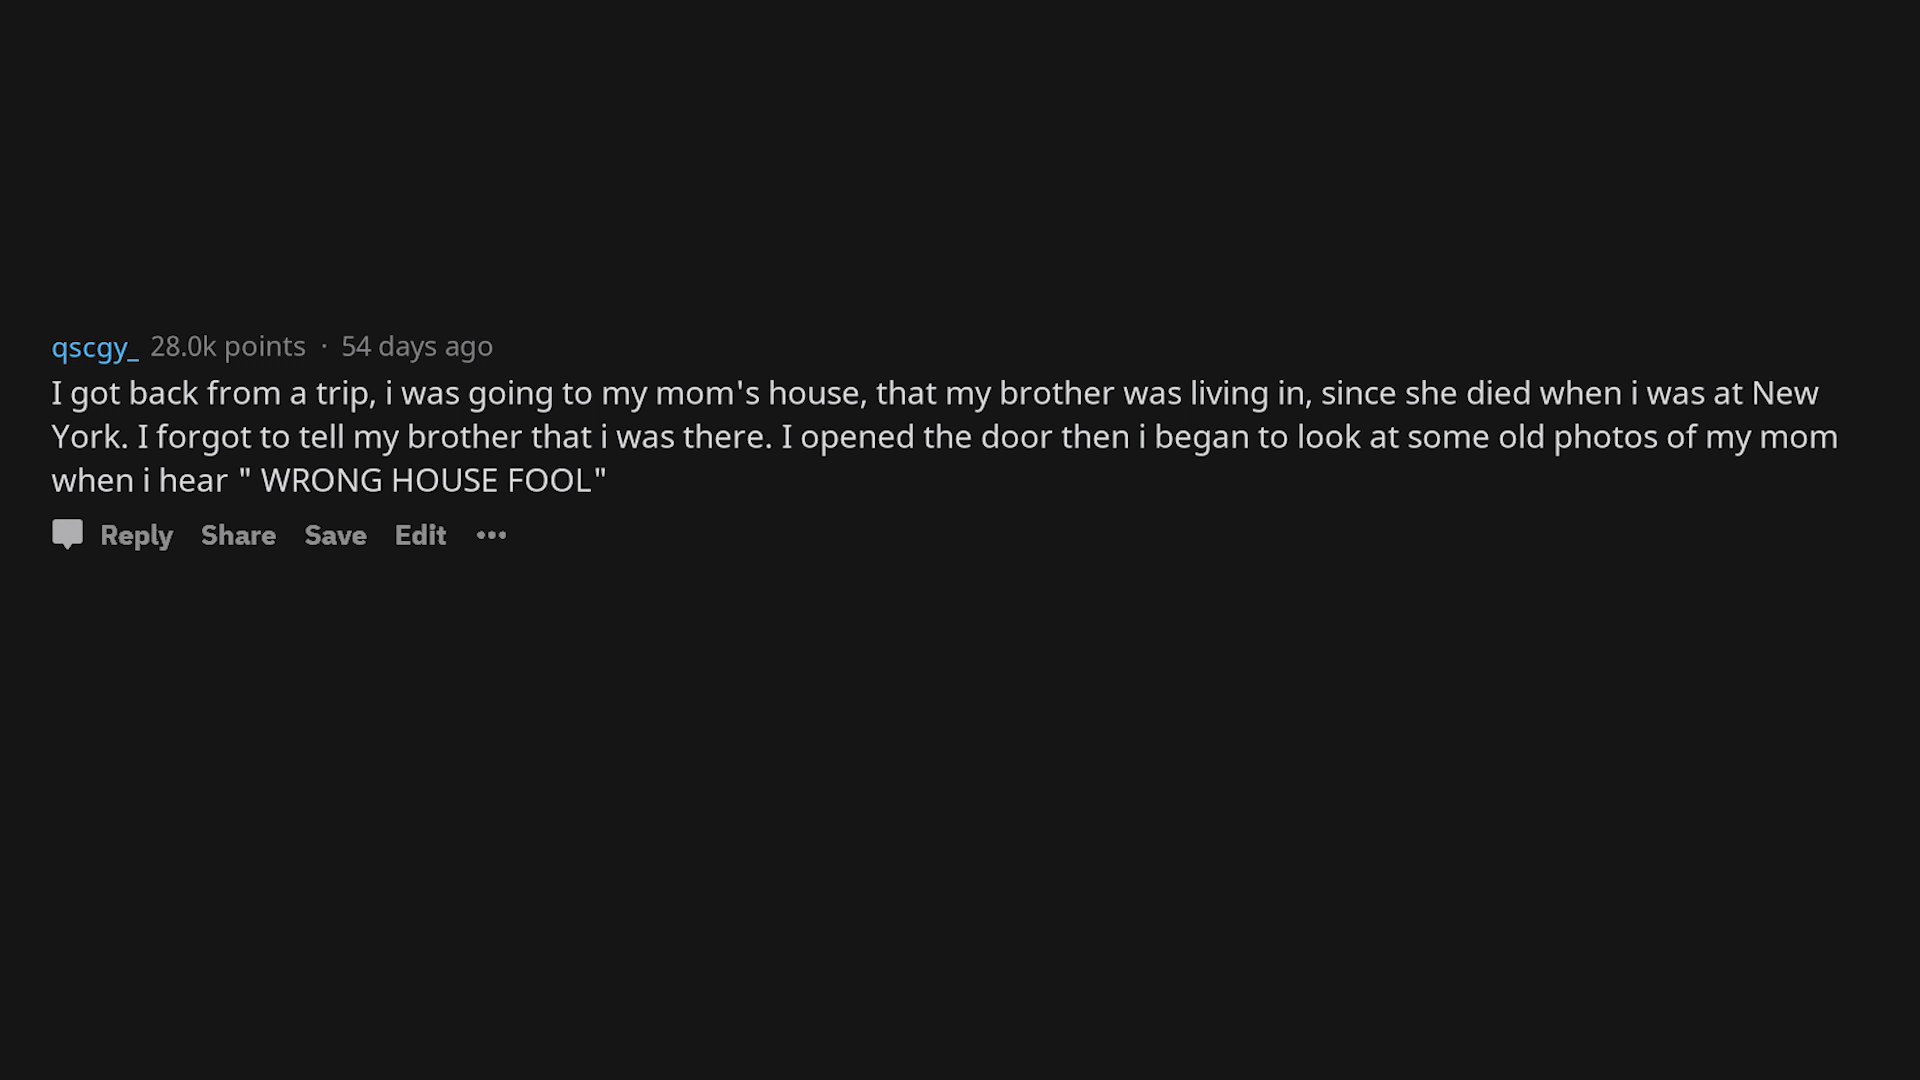 qscgy_ 28.0k points · 54 days ago
I got back from a trip, i was going to my mom's house, that my brother was living in, since she died when i was at New
York. I forgot to tell my brother that i was there. I opened the door then i began to look at some old photos of my mom
when i hear " WRONG HOUSE FOOL"
Reply Share Save Edit •••